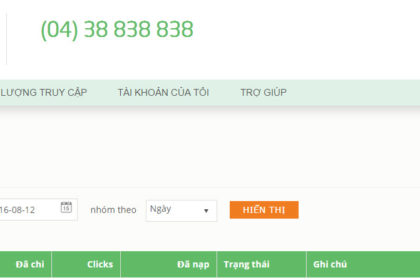 (04) 38 838 838
LƯỢNG TRUY CẬP TÀI KHOẢN CỦA TÔI TRỢ GIÚP
16-08-12 nhóm theo Ngày HIỂN THỊ
Đã chi Clicks Đã nạp Trạng thái Ghi chú